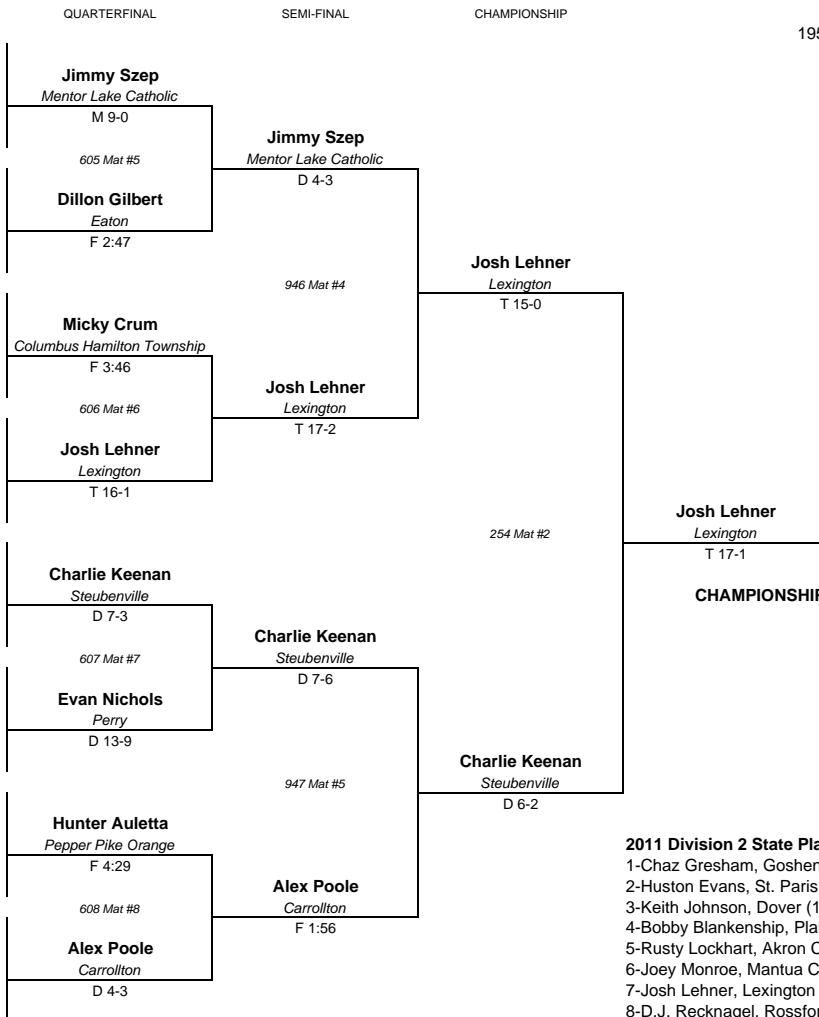 QUARTERFINAL SEMI-FINAL CHAMPIONSHIP
Jimmy Szep
Mentor Lake Catholic
M 9-0
605 Mat #5
Dillon Gilbert
Eaton
F 2:47
Micky Crum
Columbus Hamilton Township
F 3:46
606 Mat #6
Josh Lehner
Lexington
T 16-1
Charlie Keenan
Steubenville
D 7-3
607 Mat #7
Evan Nichols
Perry
D 13-9
Hunter Auletta
Pepper Pike Orange
F 4:29
608 Mat #8
Alex Poole
Carrollton
D 4-3
Jimmy Szep
Mentor Lake Catholic
D 4-3
946 Mat #4
Josh Lehner
Lexington
T 17-2
Charlie Keenan
Steubenville
D 7-6
947 Mat #5
Alex Poole
Carrollton
F 1:56
Josh Lehner
Lexington
T 15-0
254 Mat #2
Charlie Keenan
Steubenville
D 6-2
Josh Lehner
Lexington
T 17-1
2011 Division 2 State
1-Chaz Gresham, Goshen
2-Huston Evans, St. Paris
3-Keith Johnson, Dover
4-Bobby Blankenship,
5-Rusty Lockhart, Akron
6-Joey Monroe, Mantua
7-Josh Lehner, Lexington
8-D.J. Recknagel,